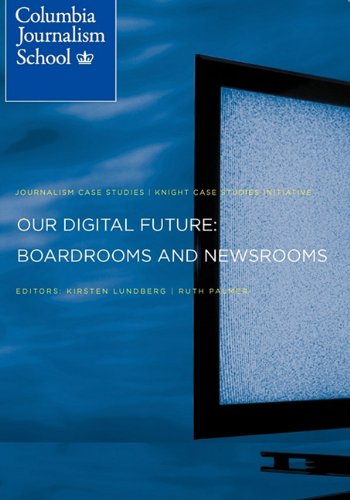 Columbia
Journalism
School
JOURNALISM CASE STUDIES | KNIGHT CASE STUDIES INITIATIVE
OUR DIGITAL FUTURE:
BOARDROOMS AND NEWSROOMS
EDITORS: KIRSTEN LUNDBERG | RUTH PALMER